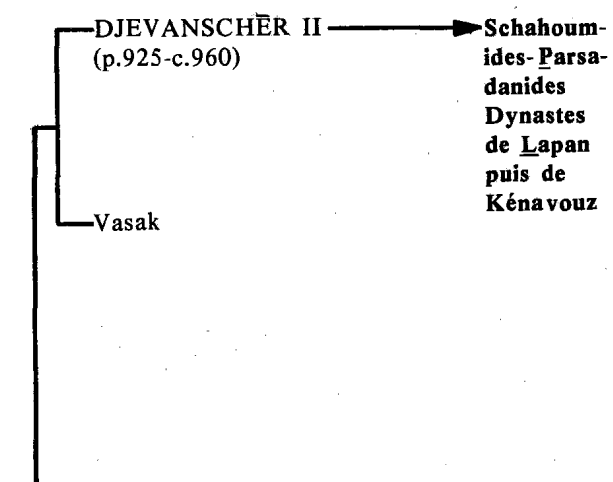 DJEVANSCHĒR II
(p.925-c.960)
Schahoum-
ides-Parsa-
danides
Dynastes
de Lapan
puis de
Kénavouz
Vasak